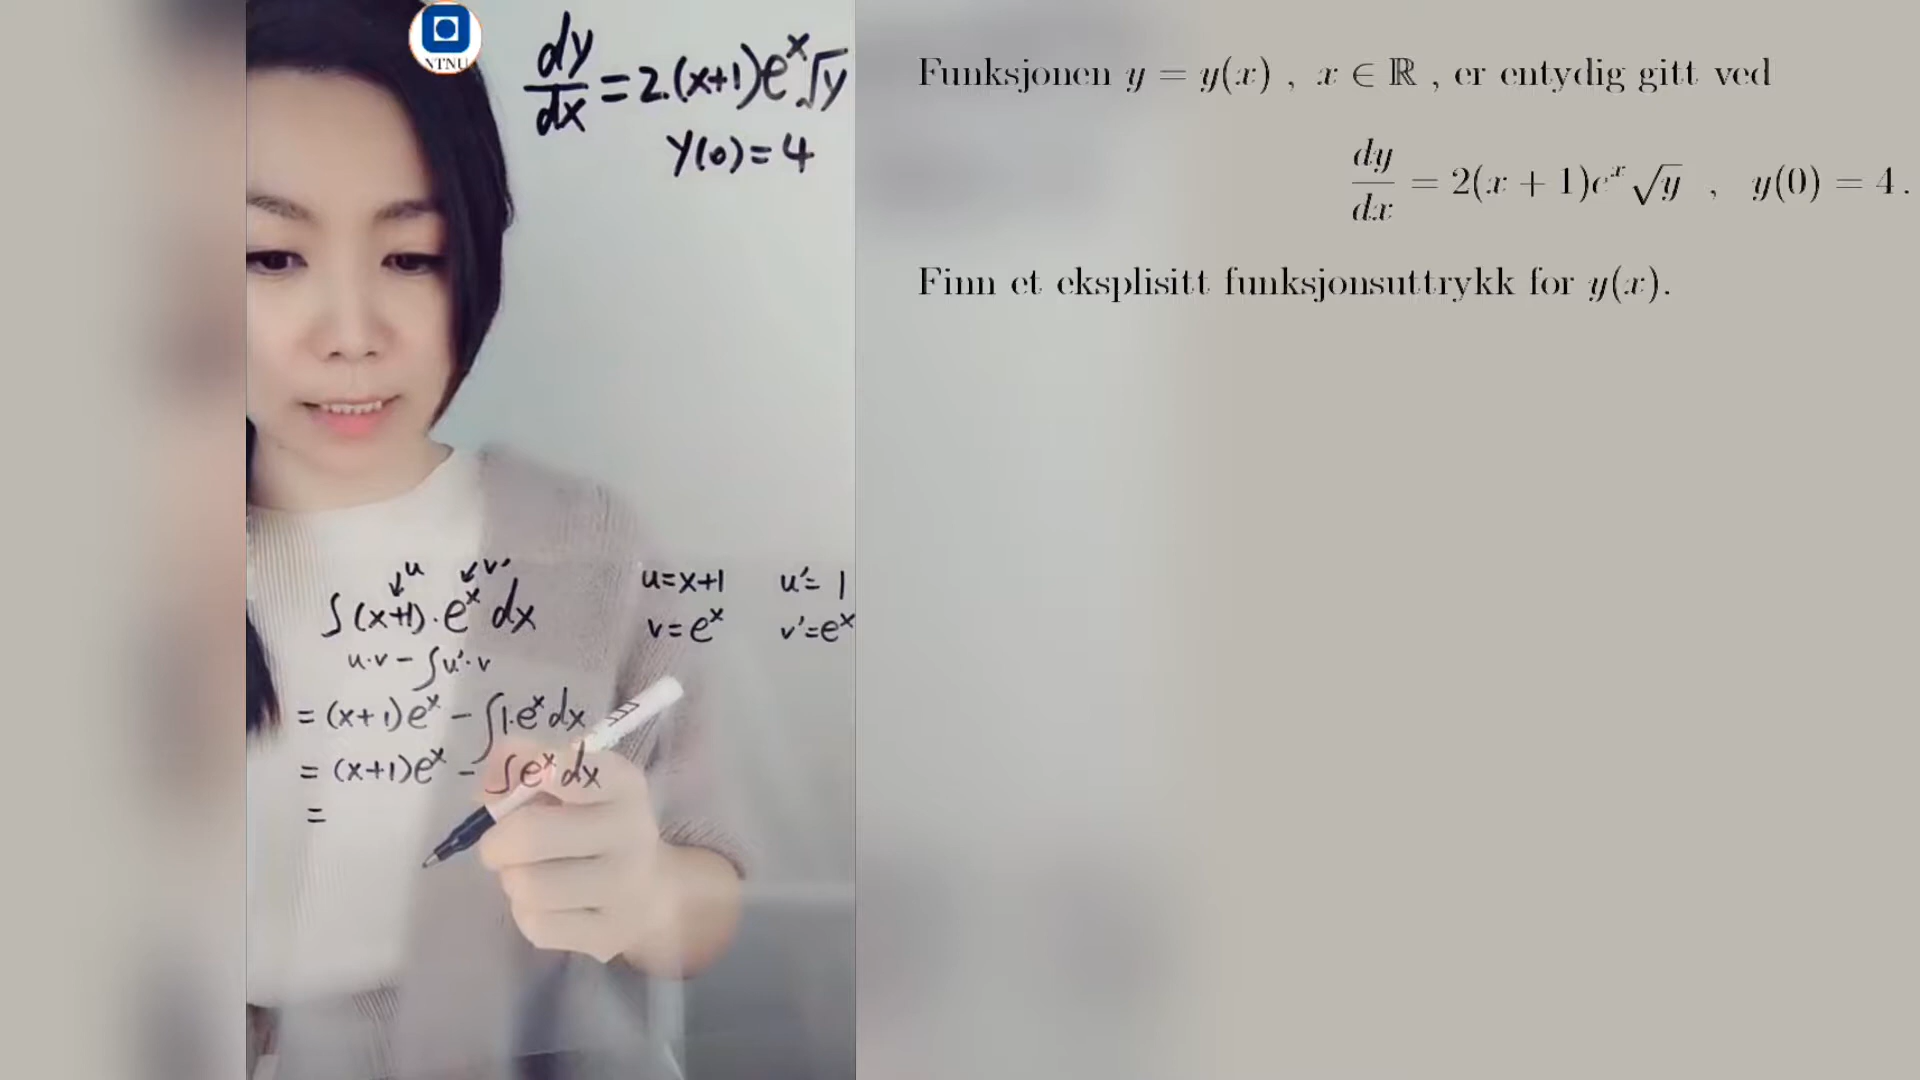 NTNU
dy/dx = 2·(x+1)e^x √y
y(0) = 4
↓u ↙v'
∫(x+1)·e^x dx
u·v − ∫u'·v
= (x+1)e^x − ∫1·e^x dx
= (x+1)e^x − ∫e^x dx
=
u=x+1 u'= 1
v=e^x v'=e^x
Funksjonen y = y(x) , x ∈ ℝ , er entydig gitt ved
dy/dx = 2(x + 1)e^x √y , y(0) = 4 .
Finn et eksplisitt funksjonsuttrykk for y(x).